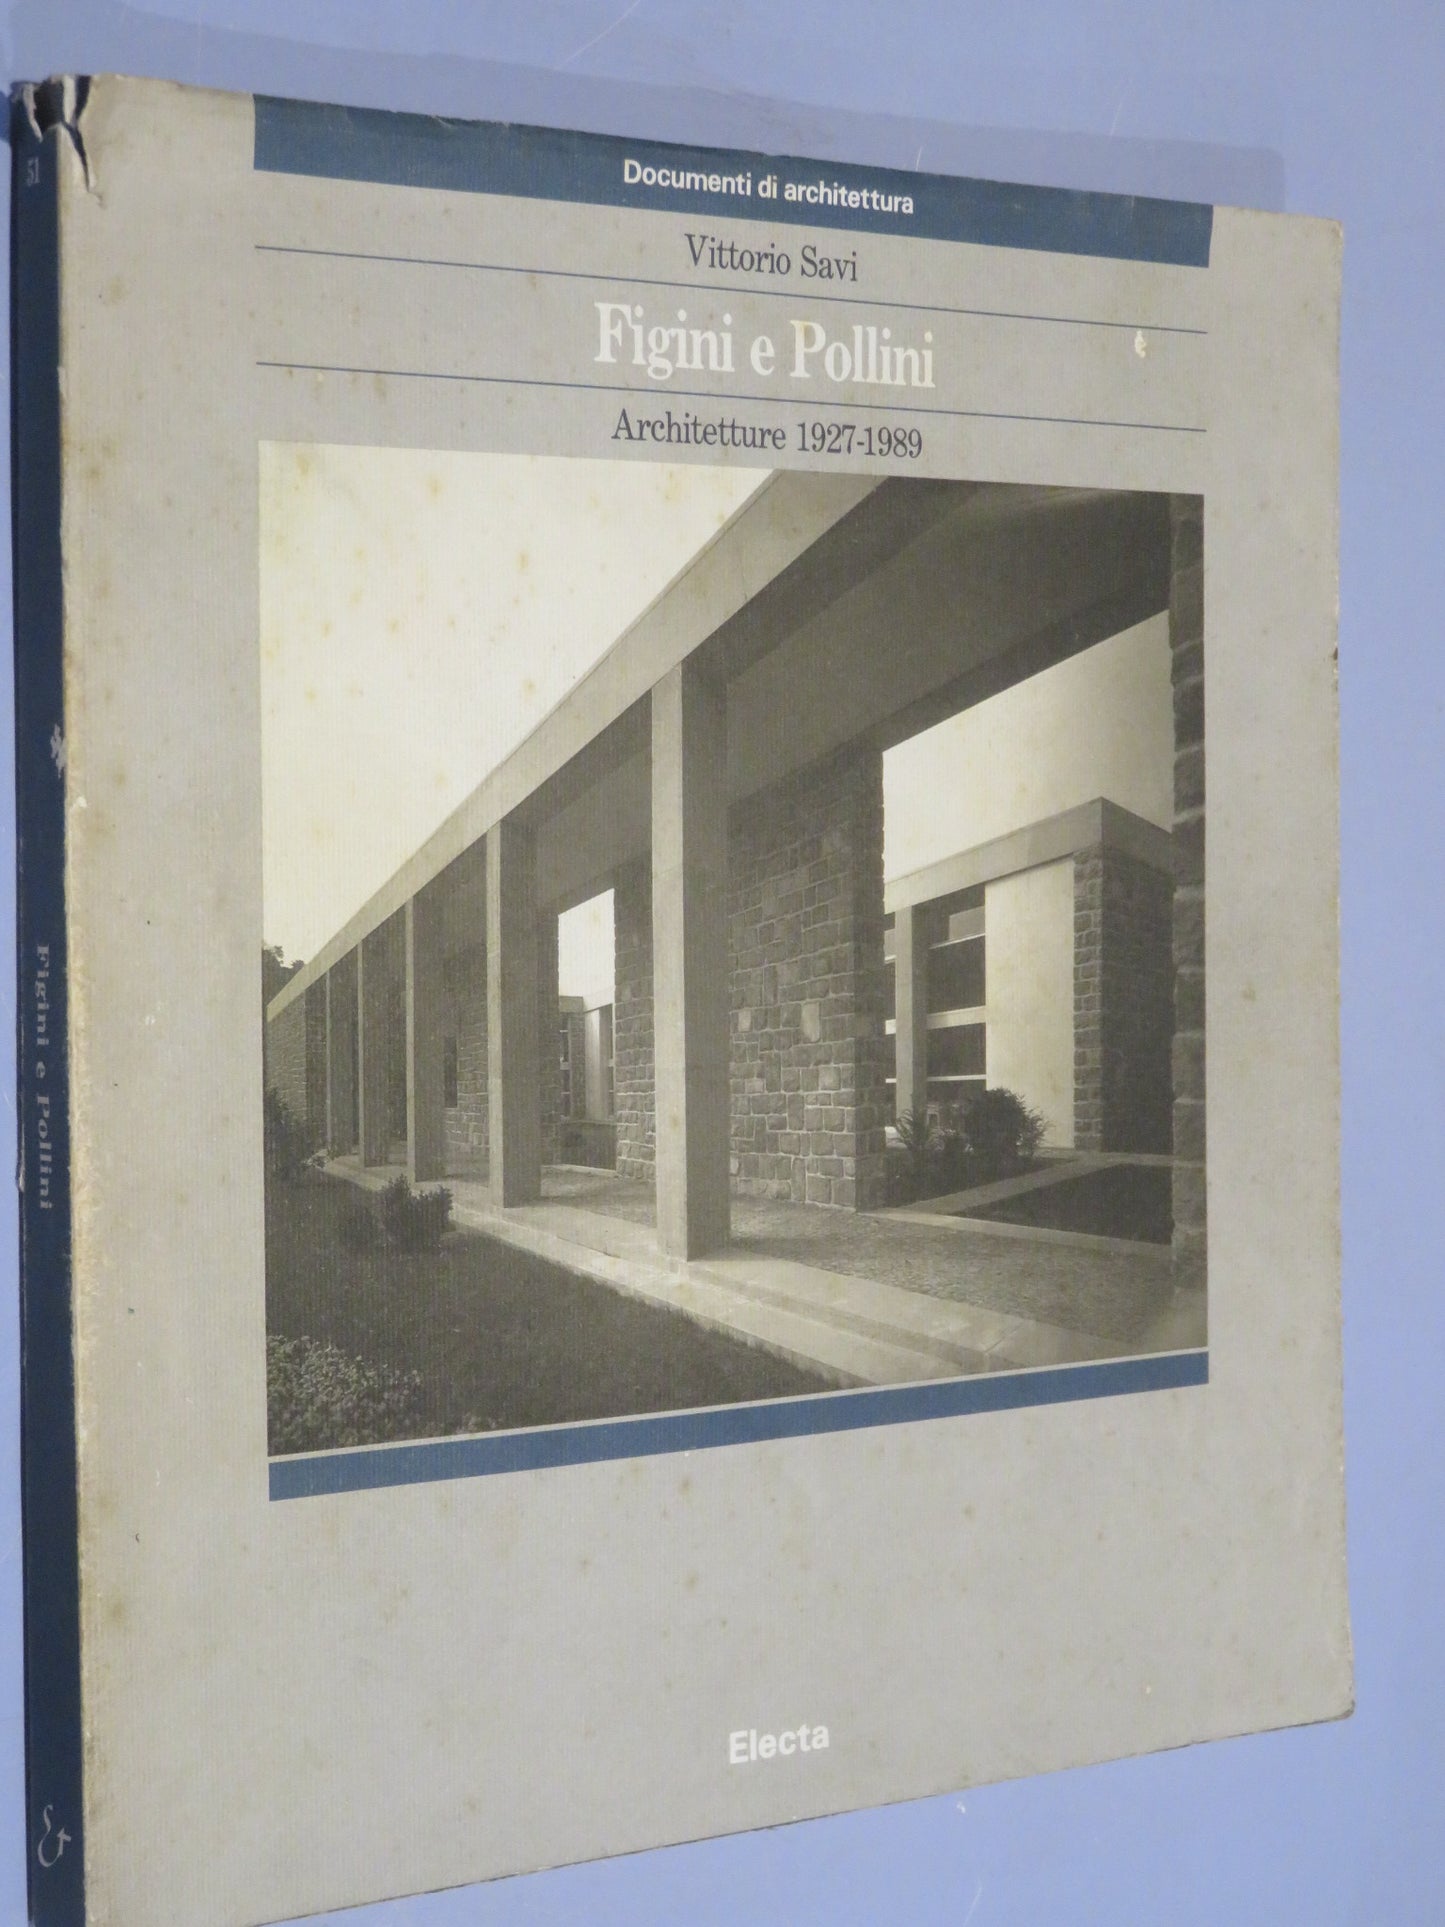 Documenti di architettura
Vittorio Savi
Figini e Pollini
Architetture 1927-1989
Electa
51
Figini e Pollini